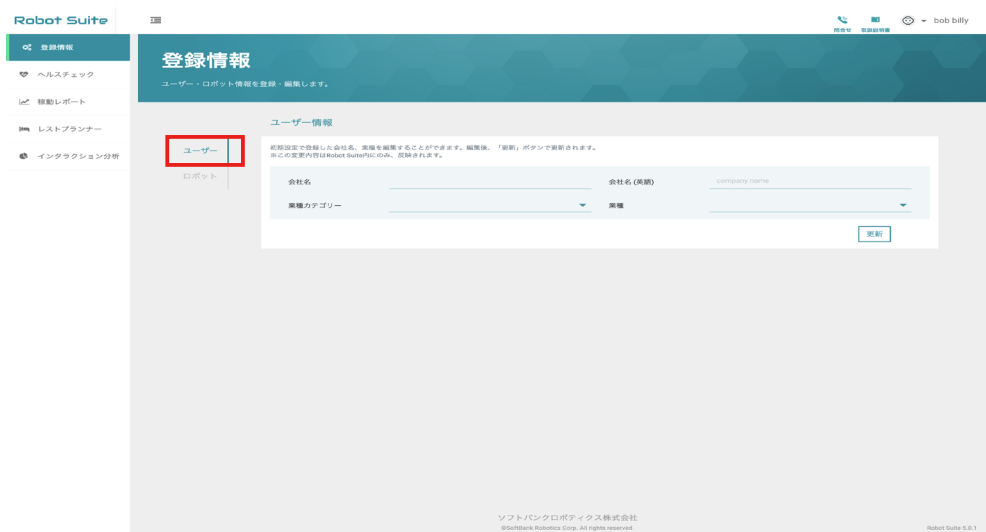 Robot Suite
問合せ
取扱説明書
bob billy
登録情報
ヘルスチェック
稼動レポート
レストプランナー
インタラクション分析
登録情報
ユーザー・ロボット情報を登録・編集します。
ユーザー
ロボット
ユーザー情報
初期設定で登録した会社名、業種を編集することができます。編集後、「更新」ボタンで更新されます。
※この変更内容はRobot Suite内にのみ、反映されます。
会社名
会社名 (英語)
company name
業種カテゴリー
業種
更新
ソフトバンクロボティクス株式会社
©SoftBank Robotics Corp. All rights reserved.
Robot Suite 5.0.1